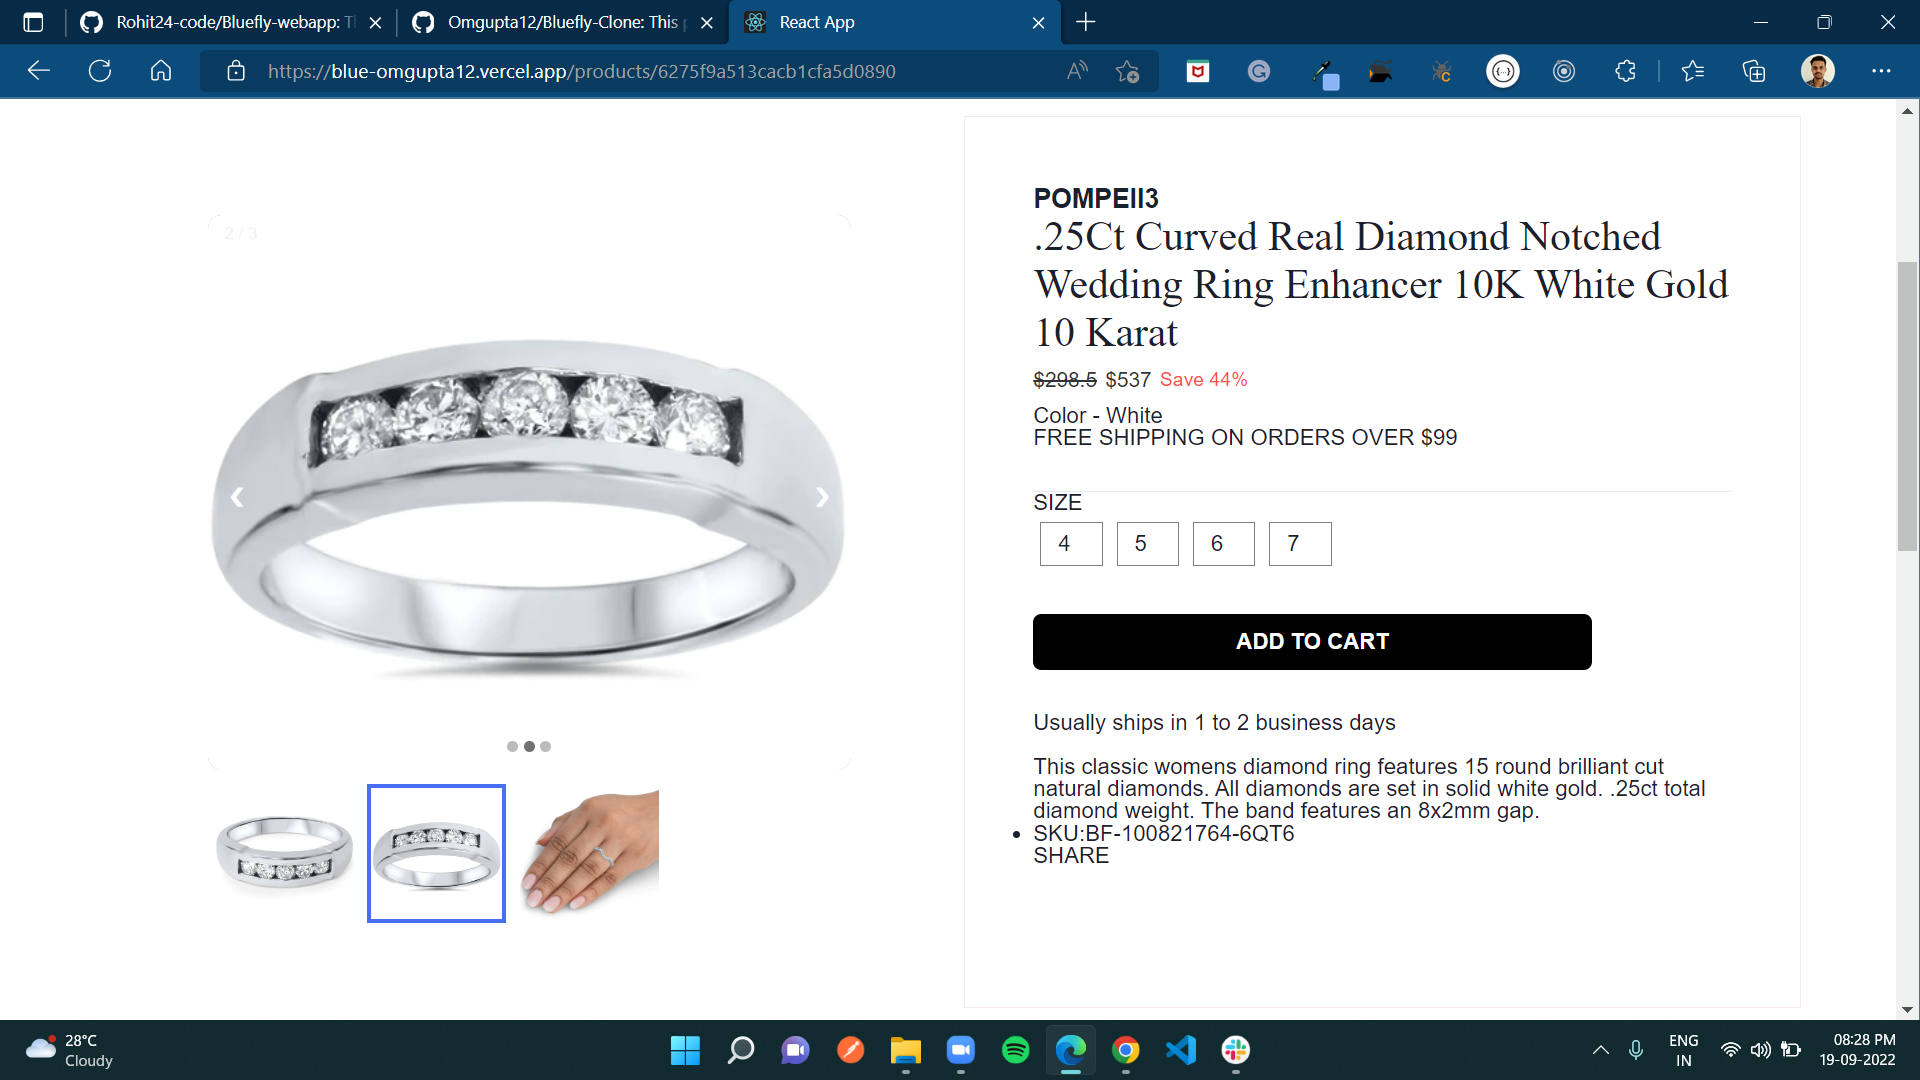 Rohit24-code/Bluefly-webapp: T
Omgupta12/Bluefly-Clone: This p
React App
https://blue-omgupta12.vercel.app/products/6275f9a513cacb1cfa5d0890
2 / 3
POMPEII3
.25Ct Curved Real Diamond Notched
Wedding Ring Enhancer 10K White Gold
10 Karat
$298.5 $537 Save 44%
Color - White
FREE SHIPPING ON ORDERS OVER $99
SIZE
4 5 6 7
ADD TO CART
Usually ships in 1 to 2 business days
This classic womens diamond ring features 15 round brilliant cut
natural diamonds. All diamonds are set in solid white gold. .25ct total
diamond weight. The band features an 8x2mm gap.
• SKU:BF-100821764-6QT6
SHARE
28°C
Cloudy
ENG
IN
08:28 PM
19-09-2022